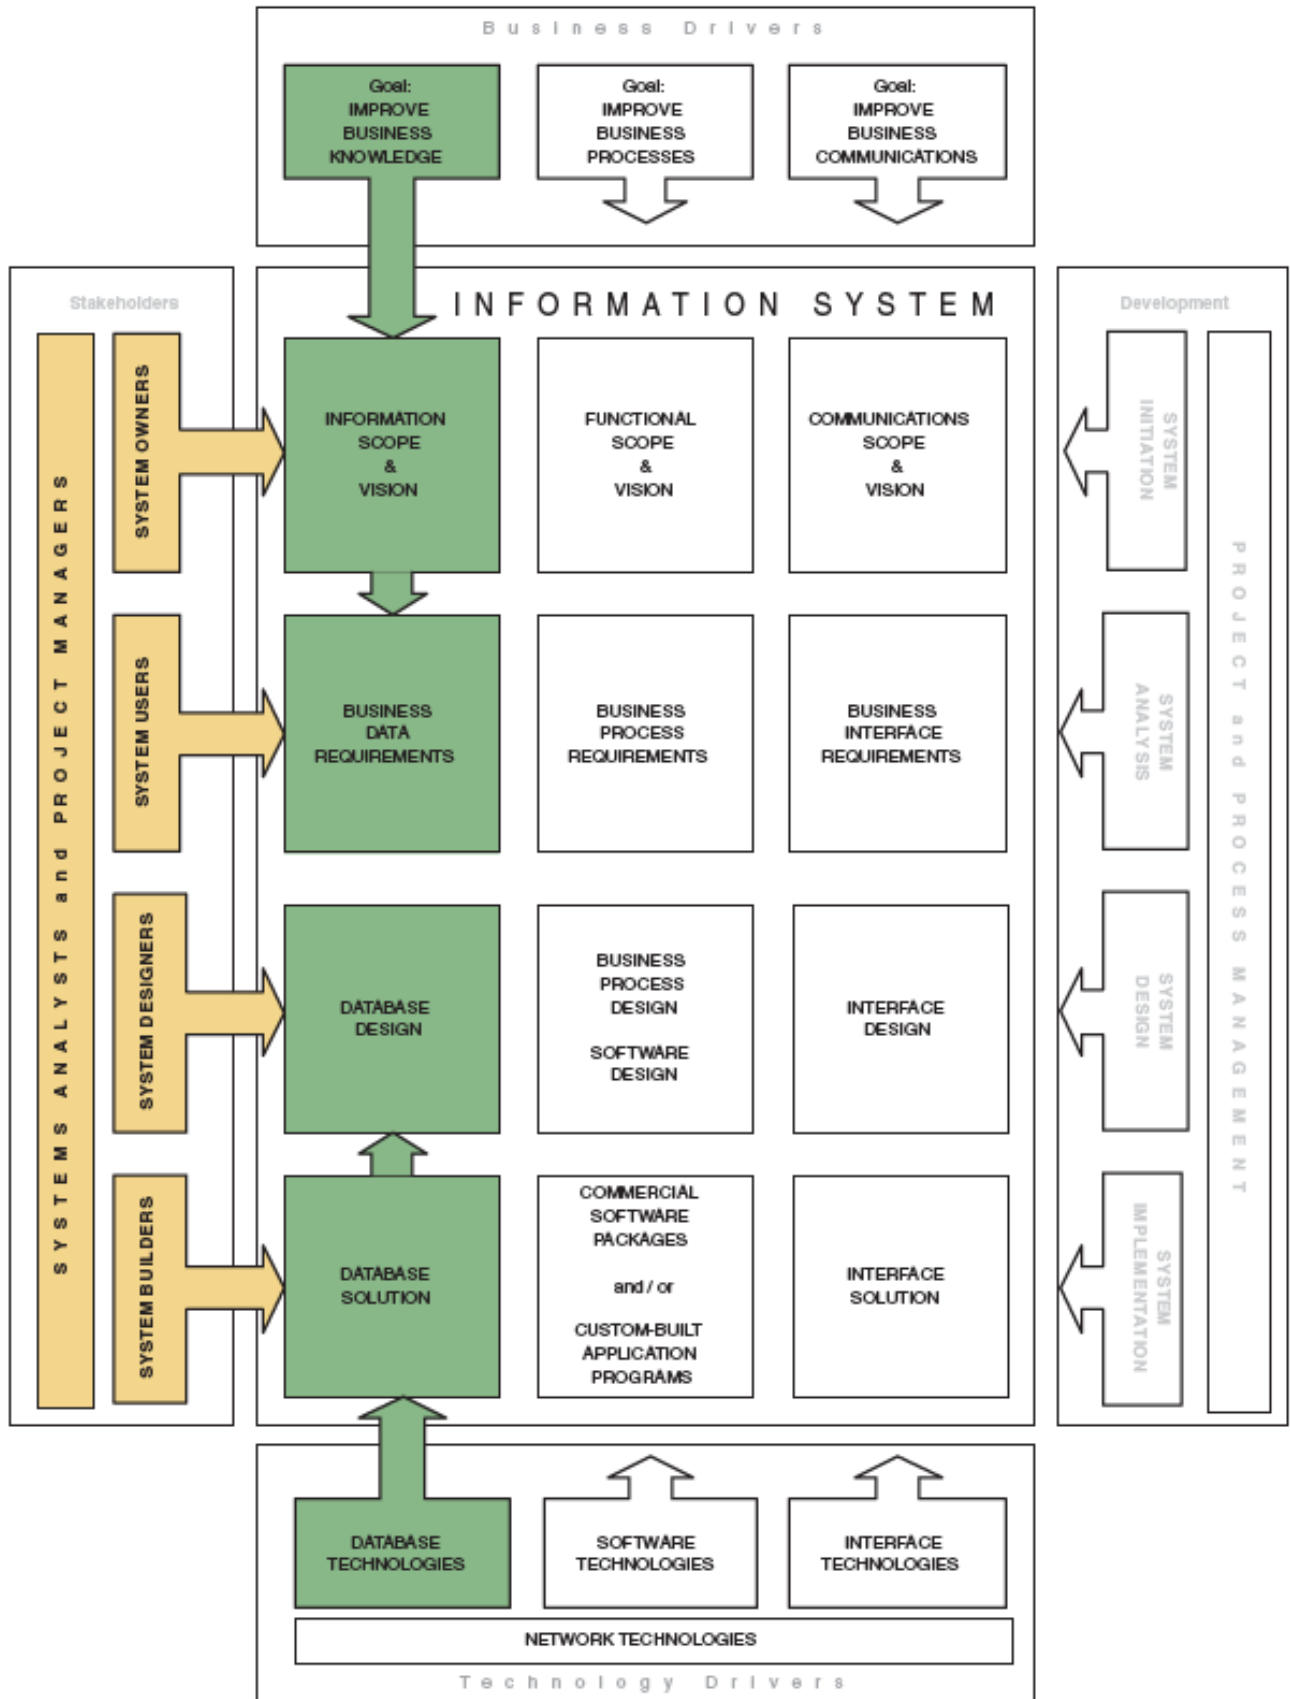 Business Drivers
Goal:
IMPROVE
BUSINESS
KNOWLEDGE
Goal:
IMPROVE
BUSINESS
PROCESSES
Goal:
IMPROVE
BUSINESS
COMMUNICATIONS
Stakeholders
SYSTEMS ANALYSTS and PROJECT MANAGERS
SYSTEM OWNERS
SYSTEM USERS
SYSTEM DESIGNERS
SYSTEM BUILDERS
INFORMATION SYSTEM
INFORMATION
SCOPE
&
VISION
FUNCTIONAL
SCOPE
&
VISION
COMMUNICATIONS
SCOPE
&
VISION
BUSINESS
DATA
REQUIREMENTS
BUSINESS
PROCESS
REQUIREMENTS
BUSINESS
INTERFACE
REQUIREMENTS
DATABASE
DESIGN
BUSINESS
PROCESS
DESIGN
SOFTWARE
DESIGN
INTERFACE
DESIGN
DATABASE
SOLUTION
COMMERCIAL
SOFTWARE
PACKAGES
and / or
CUSTOM-BUILT
APPLICATION
PROGRAMS
INTERFACE
SOLUTION
Development
SYSTEM
INITIATION
SYSTEM
ANALYSIS
SYSTEM
DESIGN
SYSTEM
IMPLEMENTATION
PROJECT and PROCESS MANAGEMENT
DATABASE
TECHNOLOGIES
SOFTWARE
TECHNOLOGIES
INTERFACE
TECHNOLOGIES
NETWORK TECHNOLOGIES
Technology Drivers